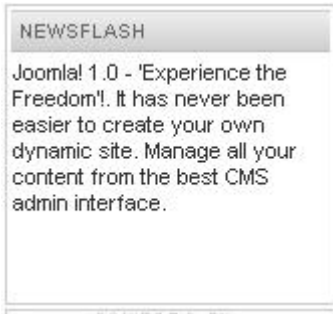 NEWSFLASH
Joomla! 1.0 - 'Experience the
Freedom'!. It has never been
easier to create your own
dynamic site. Manage all your
content from the best CMS
admin interface.